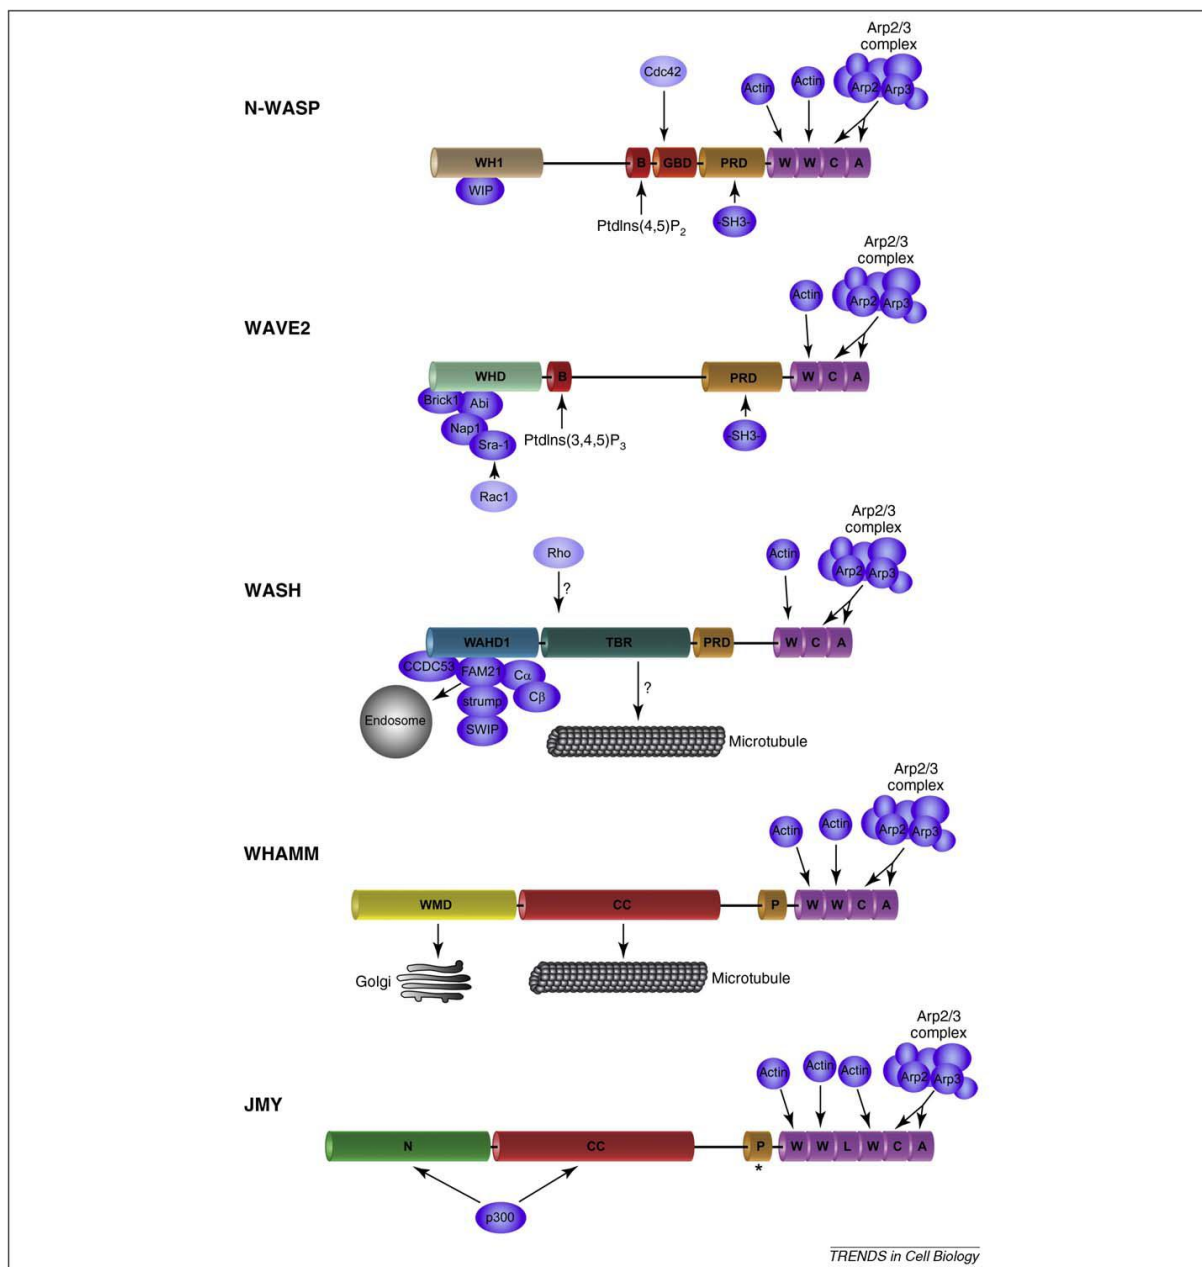 Arp2/3
complex
Cdc42
Actin
Actin
Arp2
Arp3
N-WASP
WH1
B
GBD
PRD
W
W
C
A
WIP
PtdIns(4,5)P2
-SH3-
Arp2/3
complex
Actin
Arp2
Arp3
WAVE2
WHD
B
PRD
W
C
A
Brick1
Abi
Nap1
Sra-1
PtdIns(3,4,5)P3
-SH3-
Rac1
Arp2/3
complex
Rho
Actin
Arp2
Arp3
?
WASH
WAHD1
TBR
PRD
W
C
A
CCDC53
FAM21
Cα
Cβ
?
strump
Endosome
SWIP
Microtubule
Arp2/3
complex
Actin
Actin
Arp2
Arp3
WHAMM
WMD
CC
P
W
W
C
A
Golgi
Microtubule
Arp2/3
complex
Actin
Actin
Actin
Arp2
Arp3
JMY
N
CC
P
W
W
L
W
C
A
*
p300
TRENDS in Cell Biology